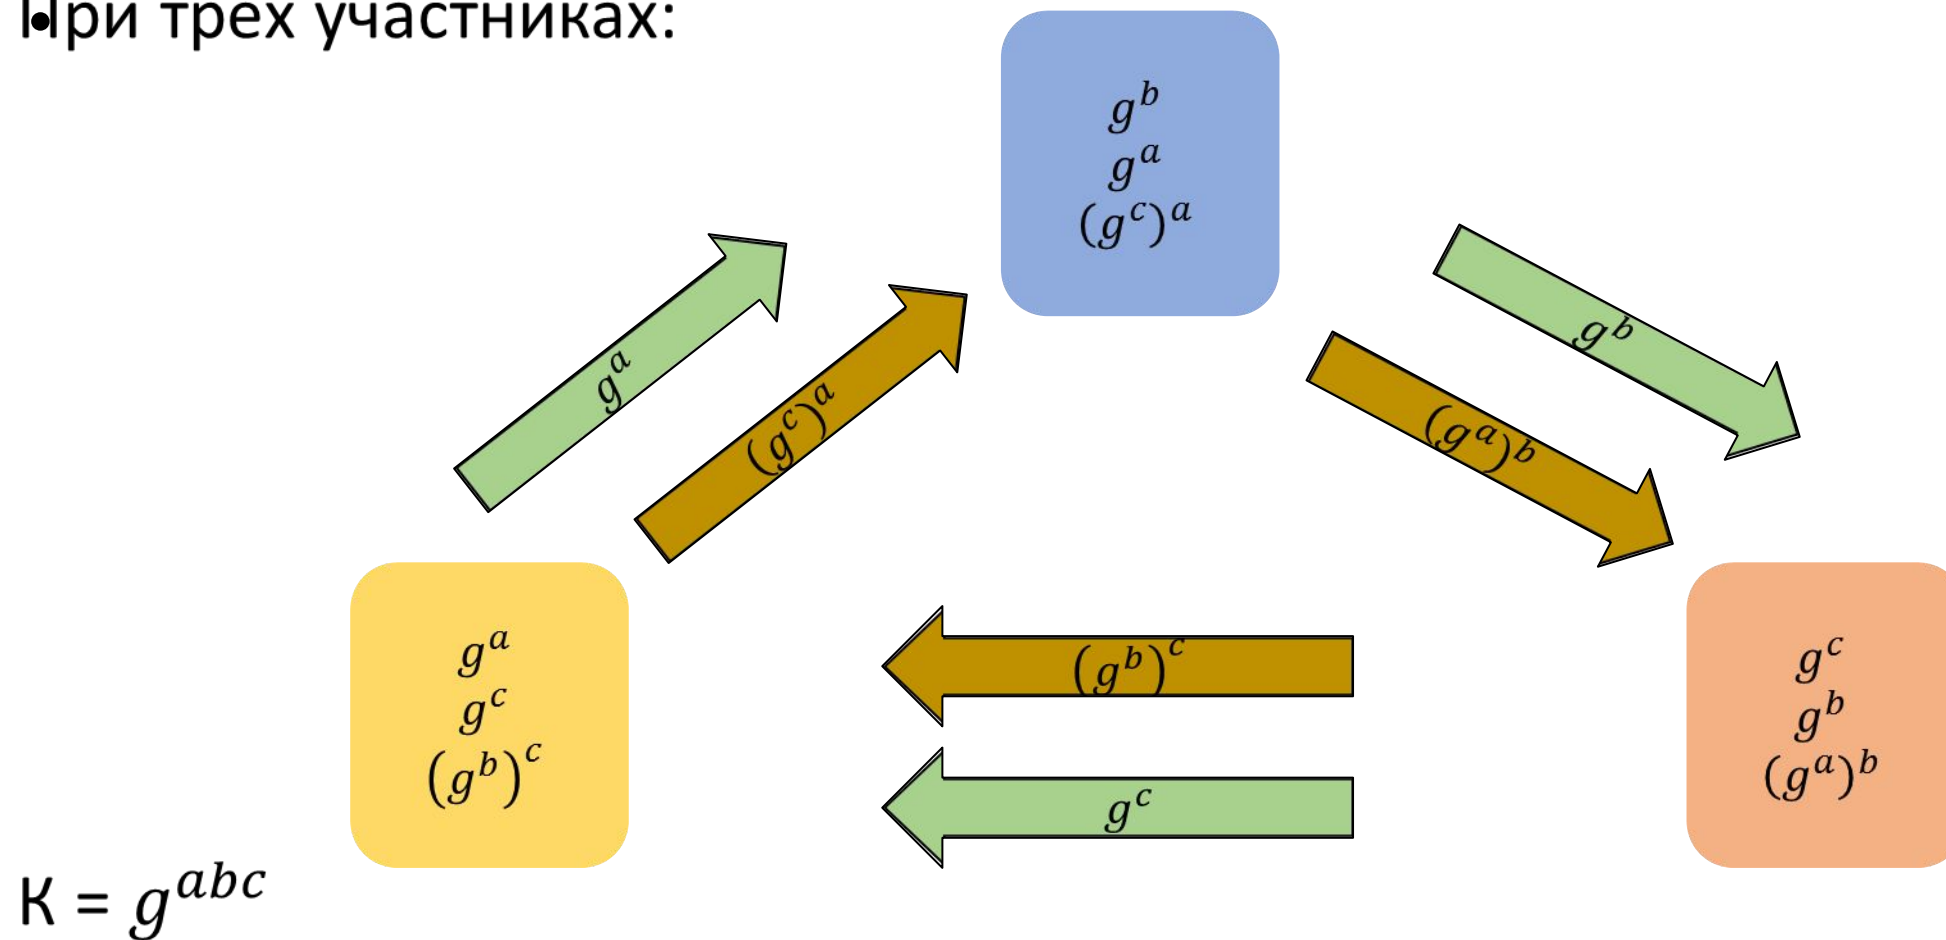 При трех участниках:
g^b
g^a
(g^c)^a
g^a
(g^c)^a
g^b
(g^a)^b
g^a
g^c
(g^b)^c
(g^b)^c
g^c
g^c
g^b
(g^a)^b
К = g^{abc}